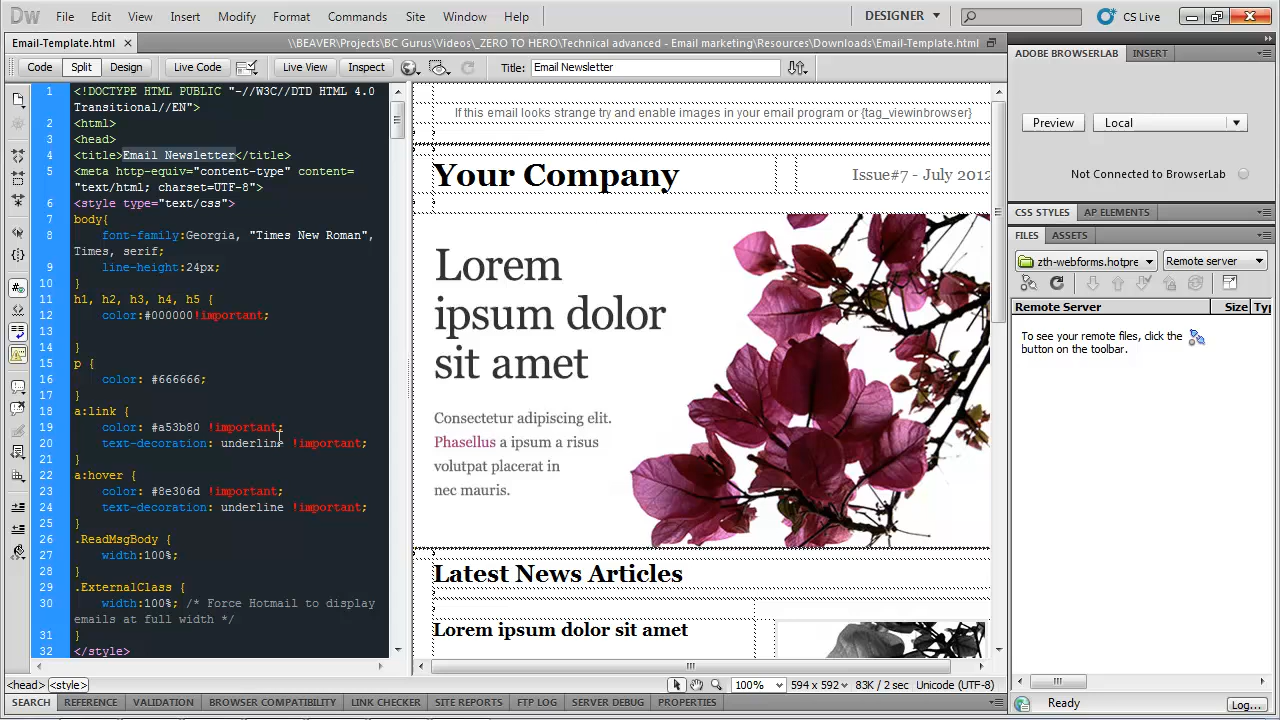 Dw File Edit View Insert Modify Format Commands Site Window Help DESIGNER CS Live
Email-Template.html \\BEAVER\Projects\BC Gurus\Videos\_ZERO TO HERO\Technical advanced - Email marketing\Resources\Downloads\Email-Template.html
Code Split Design Live Code Live View Inspect Title: Email Newsletter
1 <!DOCTYPE HTML PUBLIC "-//W3C//DTD HTML 4.0
Transitional//EN">
2 <html>
3 <head>
4 <title>Email Newsletter</title>
5 <meta http-equiv="content-type" content=
"text/html; charset=UTF-8">
6 <style type="text/css">
7 body{
8 font-family:Georgia, "Times New Roman",
Times, serif;
9 line-height:24px;
10 }
11 h1, h2, h3, h4, h5 {
12 color:#000000!important;
13
14 }
15 p {
16 color: #666666;
17 }
18 a:link {
19 color: #a53b80 !important;
20 text-decoration: underline !important;
21 }
22 a:hover {
23 color: #8e306d !important;
24 text-decoration: underline !important;
25 }
26 .ReadMsgBody {
27 width:100%;
28 }
29 .ExternalClass {
30 width:100%; /* Force Hotmail to display
emails at full width */
31 }
32 </style>
If this email looks strange try and enable images in your email program or {tag_viewinbrowser}
Your Company
Issue#7 - July 2012
Lorem
ipsum dolor
sit amet
Consectetur adipiscing elit.
Phasellus a ipsum a risus
volutpat placerat in
nec mauris.
Latest News Articles
Lorem ipsum dolor sit amet
ADOBE BROWSERLAB INSERT
Preview Local
Not Connected to BrowserLab
CSS STYLES AP ELEMENTS
FILES ASSETS
zth-webforms.hotpre Remote server
Remote Server Size Typ
To see your remote files, click the
button on the toolbar.
<head> <style> 100% 594 x 592 83K / 2 sec Unicode (UTF-8)
Ready Log...
SEARCH REFERENCE VALIDATION BROWSER COMPATIBILITY LINK CHECKER SITE REPORTS FTP LOG SERVER DEBUG PROPERTIES